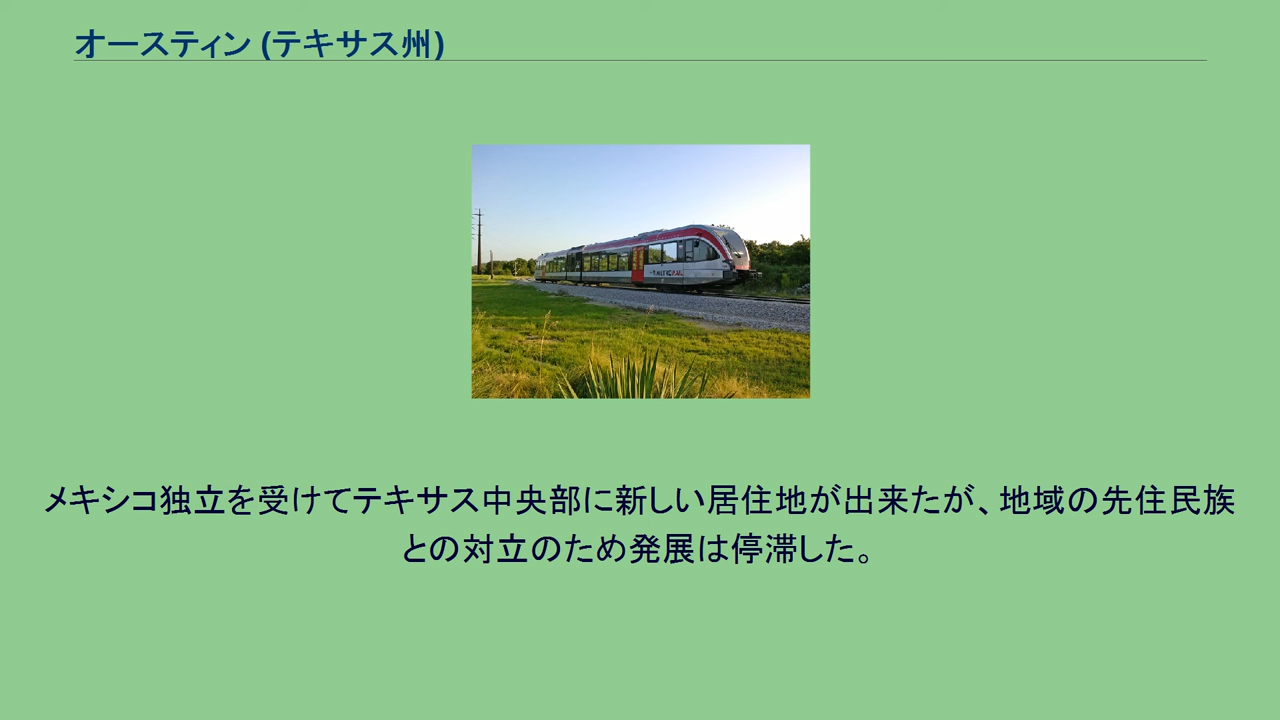 オースティン (テキサス州)
METRORAIL
メキシコ独立を受けてテキサス中央部に新しい居住地が出来たが、地域の先住民族
との対立のため発展は停滞した。